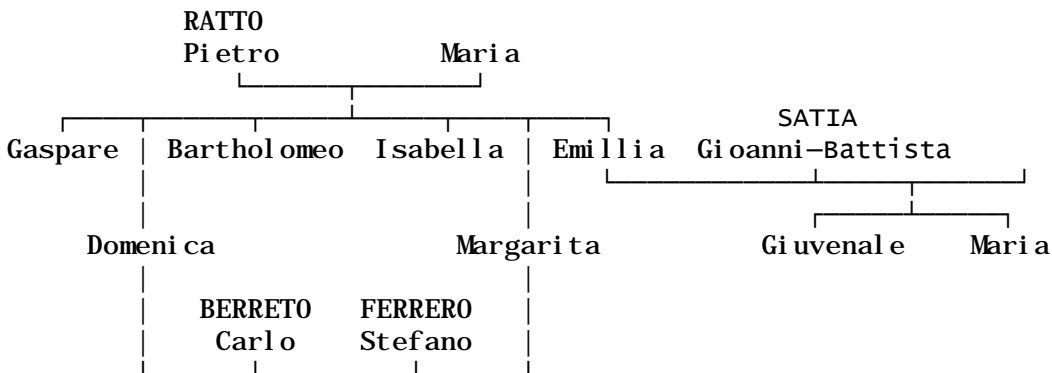 RATTO
Pietro Maria
SATIA
Gaspare Bartholomeo Isabella Emillia Gioanni-Battista
Domenica Margarita Giuvenale Maria
BERRETO FERRERO
Carlo Stefano